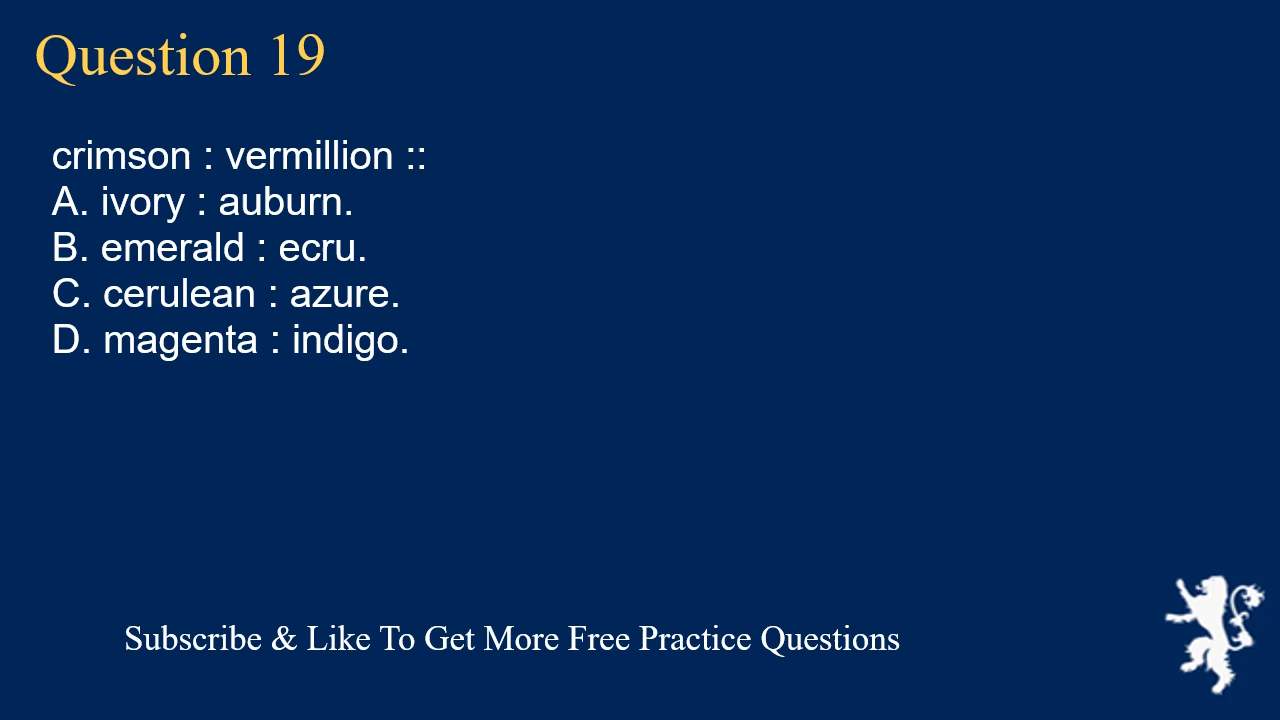 Question 19
crimson : vermillion ::
A. ivory : auburn.
B. emerald : ecru.
C. cerulean : azure.
D. magenta : indigo.
Subscribe & Like To Get More Free Practice Questions